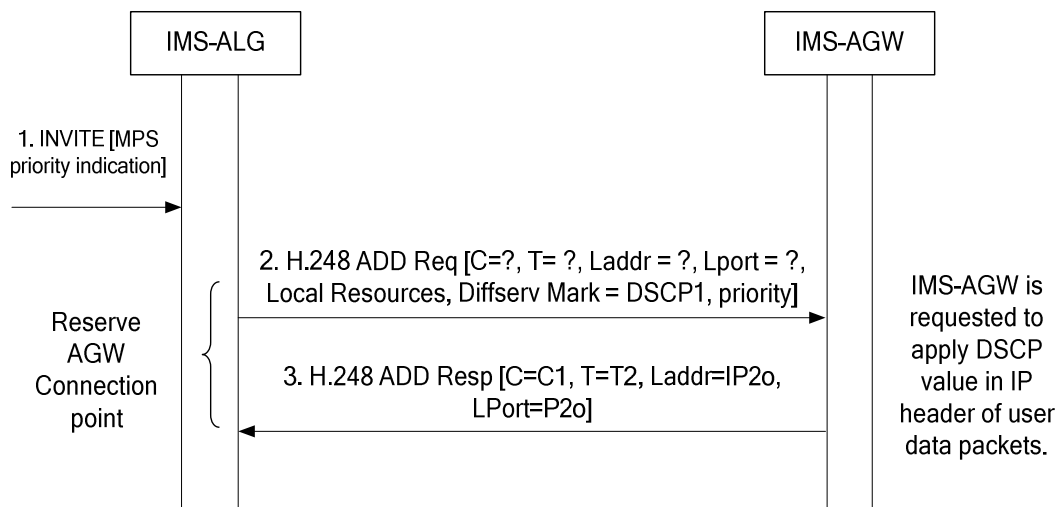 IMS-ALG
IMS-AGW
1. INVITE [MPS
priority indication]
2. H.248 ADD Req [C=?, T= ?, Laddr = ?, Lport = ?,
Local Resources, Diffserv Mark = DSCP1, priority]
Reserve
AGW
Connection
point
3. H.248 ADD Resp [C=C1, T=T2, Laddr=IP2o,
LPort=P2o]
IMS-AGW is
requested to
apply DSCP
value in IP
header of user
data packets.